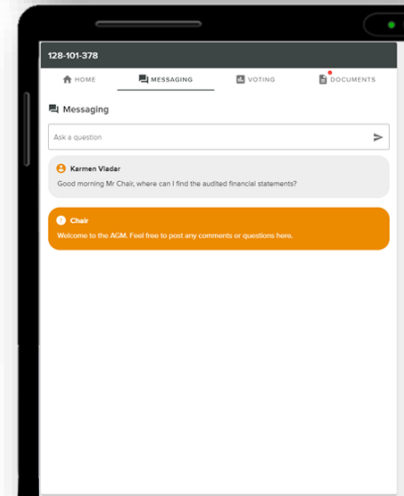 128-101-378
HOME MESSAGING VOTING DOCUMENTS
Messaging
Ask a question
Karmen Viadar
Good morning Mr Chair, where can I find the audited financial statements?
Chair
Welcome to the AGM. Feel free to post any comments or questions here.